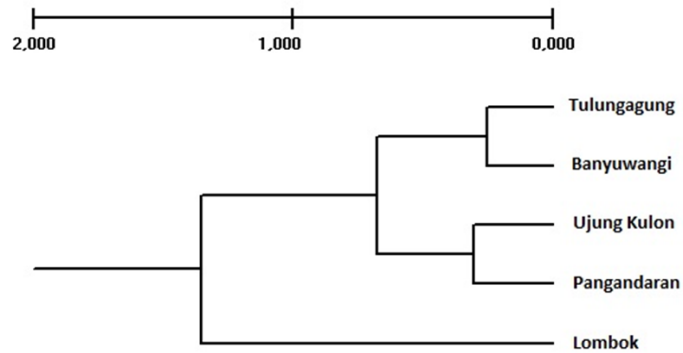 2,000 1,000 0,000
Tulungagung
Banyuwangi
Ujung Kulon
Pangandaran
Lombok